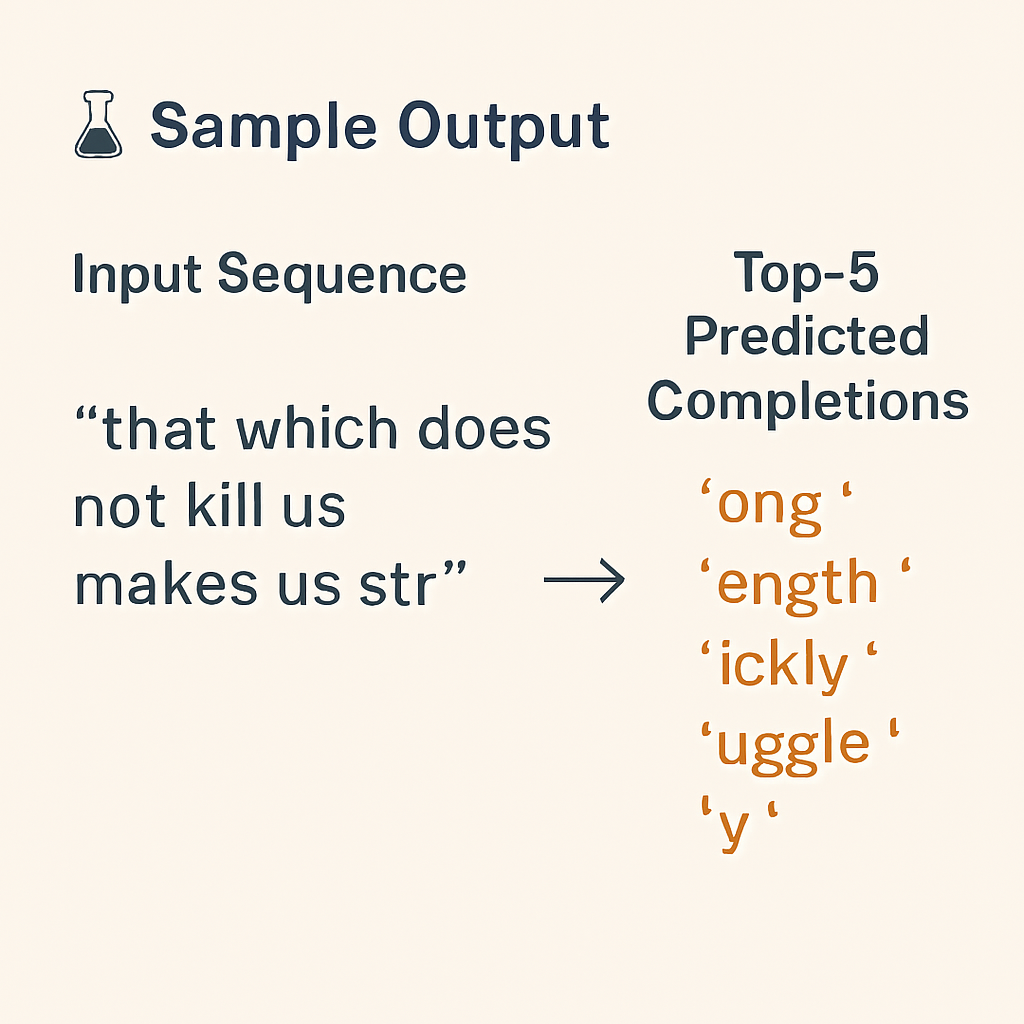 Sample Output
Input Sequence
“that which does
not kill us
makes us str” →
Top-5
Predicted
Completions
‘ong ‘
‘ength ‘
‘ickly ‘
‘uggle ‘
‘y ‘